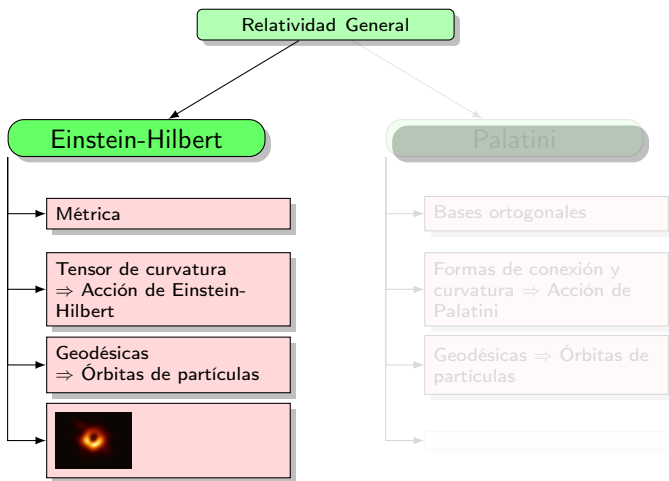 Relatividad General
Einstein-Hilbert
Métrica
Tensor de curvatura
⇒ Acción de Einstein-
Hilbert
Geodésicas
⇒ Órbitas de partículas
Palatini
Bases ortogonales
Formas de conexión y
curvatura ⇒ Acción de
Palatini
Geodésicas ⇒ Órbitas de
partículas